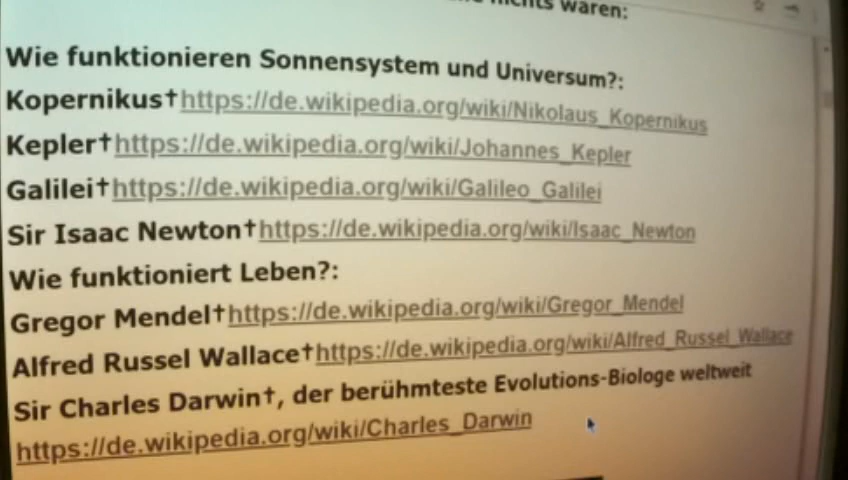 nichts waren:
Wie funktionieren Sonnensystem und Universum?:
Kopernikus†https://de.wikipedia.org/wiki/Nikolaus_Kopernikus
Kepler†https://de.wikipedia.org/wiki/Johannes_Kepler
Galilei†https://de.wikipedia.org/wiki/Galileo_Galilei
Sir Isaac Newton†https://de.wikipedia.org/wiki/Isaac_Newton
Wie funktioniert Leben?:
Gregor Mendel†https://de.wikipedia.org/wiki/Gregor_Mendel
Alfred Russel Wallace†https://de.wikipedia.org/wiki/Alfred_Russel_Wallace
Sir Charles Darwin†, der berühmteste Evolutions-Biologe weltweit
https://de.wikipedia.org/wiki/Charles_Darwin